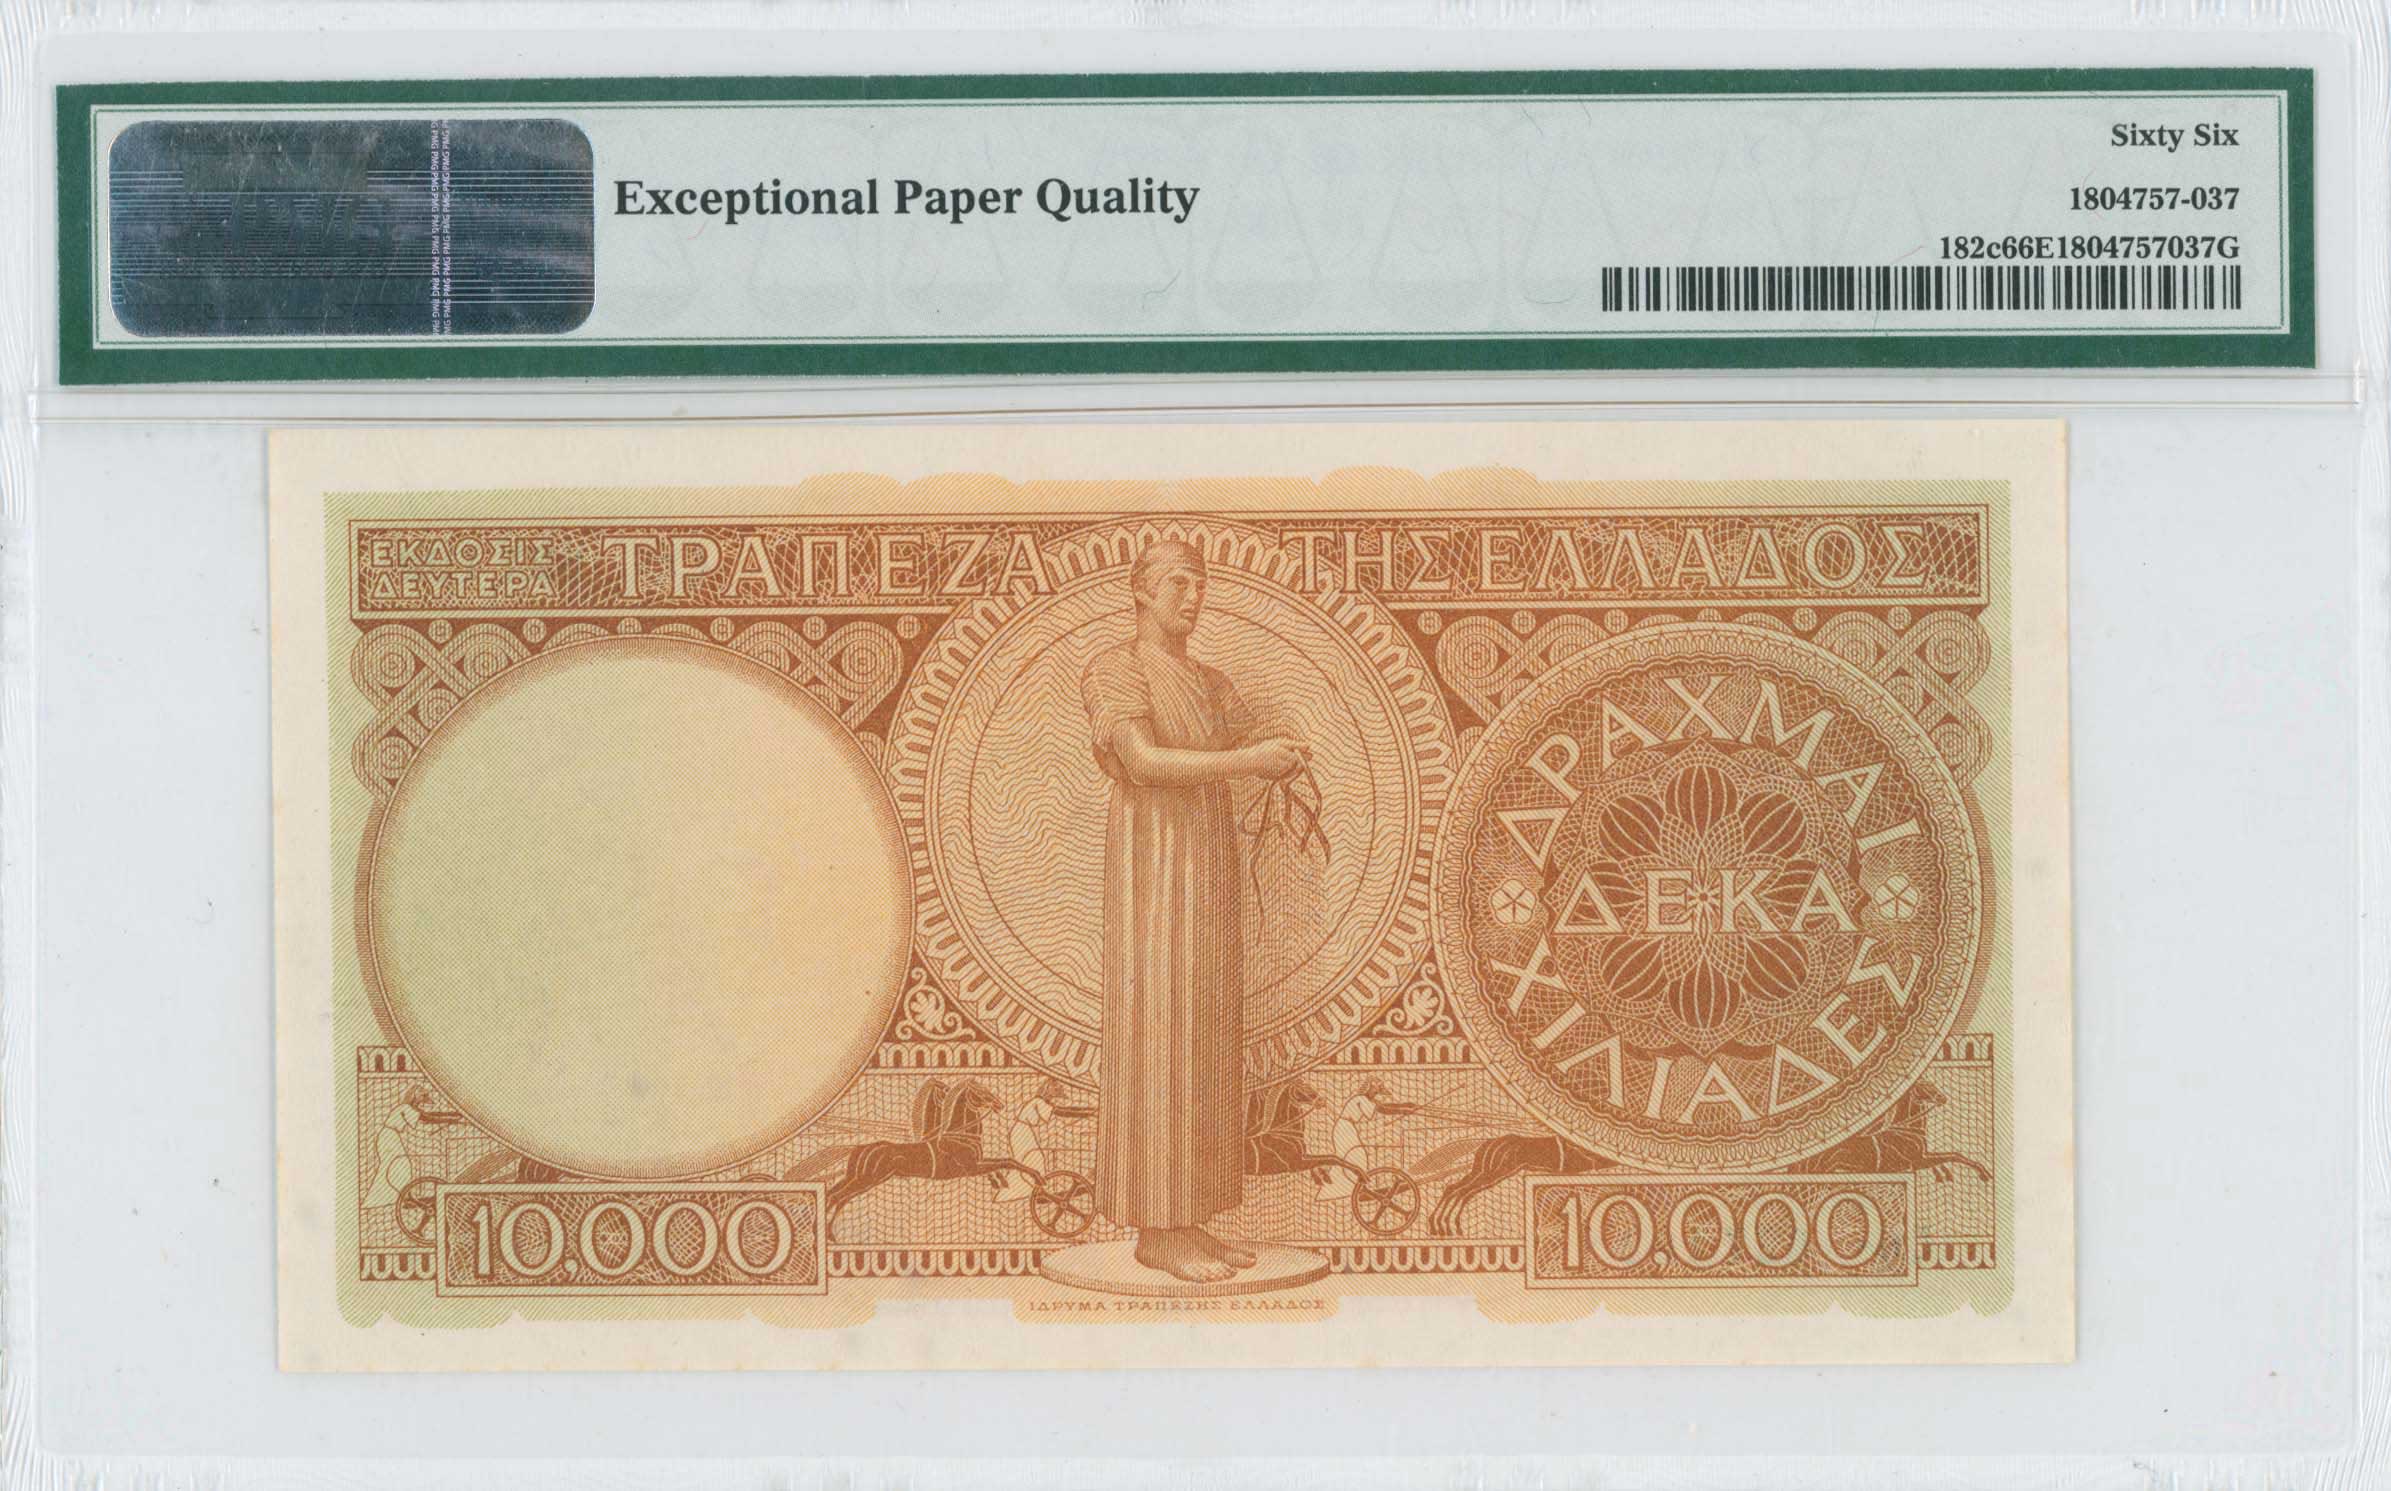 Sixty Six
Exceptional Paper Quality
1804757-037
182c66E1804757037G
ΕΚΔΟΣΙΣ
ΔΕΥΤΕΡΑ
ΤΡΑΠΕΖΑ ΤΗΣ ΕΛΛΑΔΟΣ
ΔΡΑΧΜΑΙ
ΔΕΚΑ
ΧΙΛΙΑΔΕΣ
10,000
10,000
ΙΔΡΥΜΑ ΤΡΑΠΕΖΗΣ ΕΛΛΑΔΟΣ